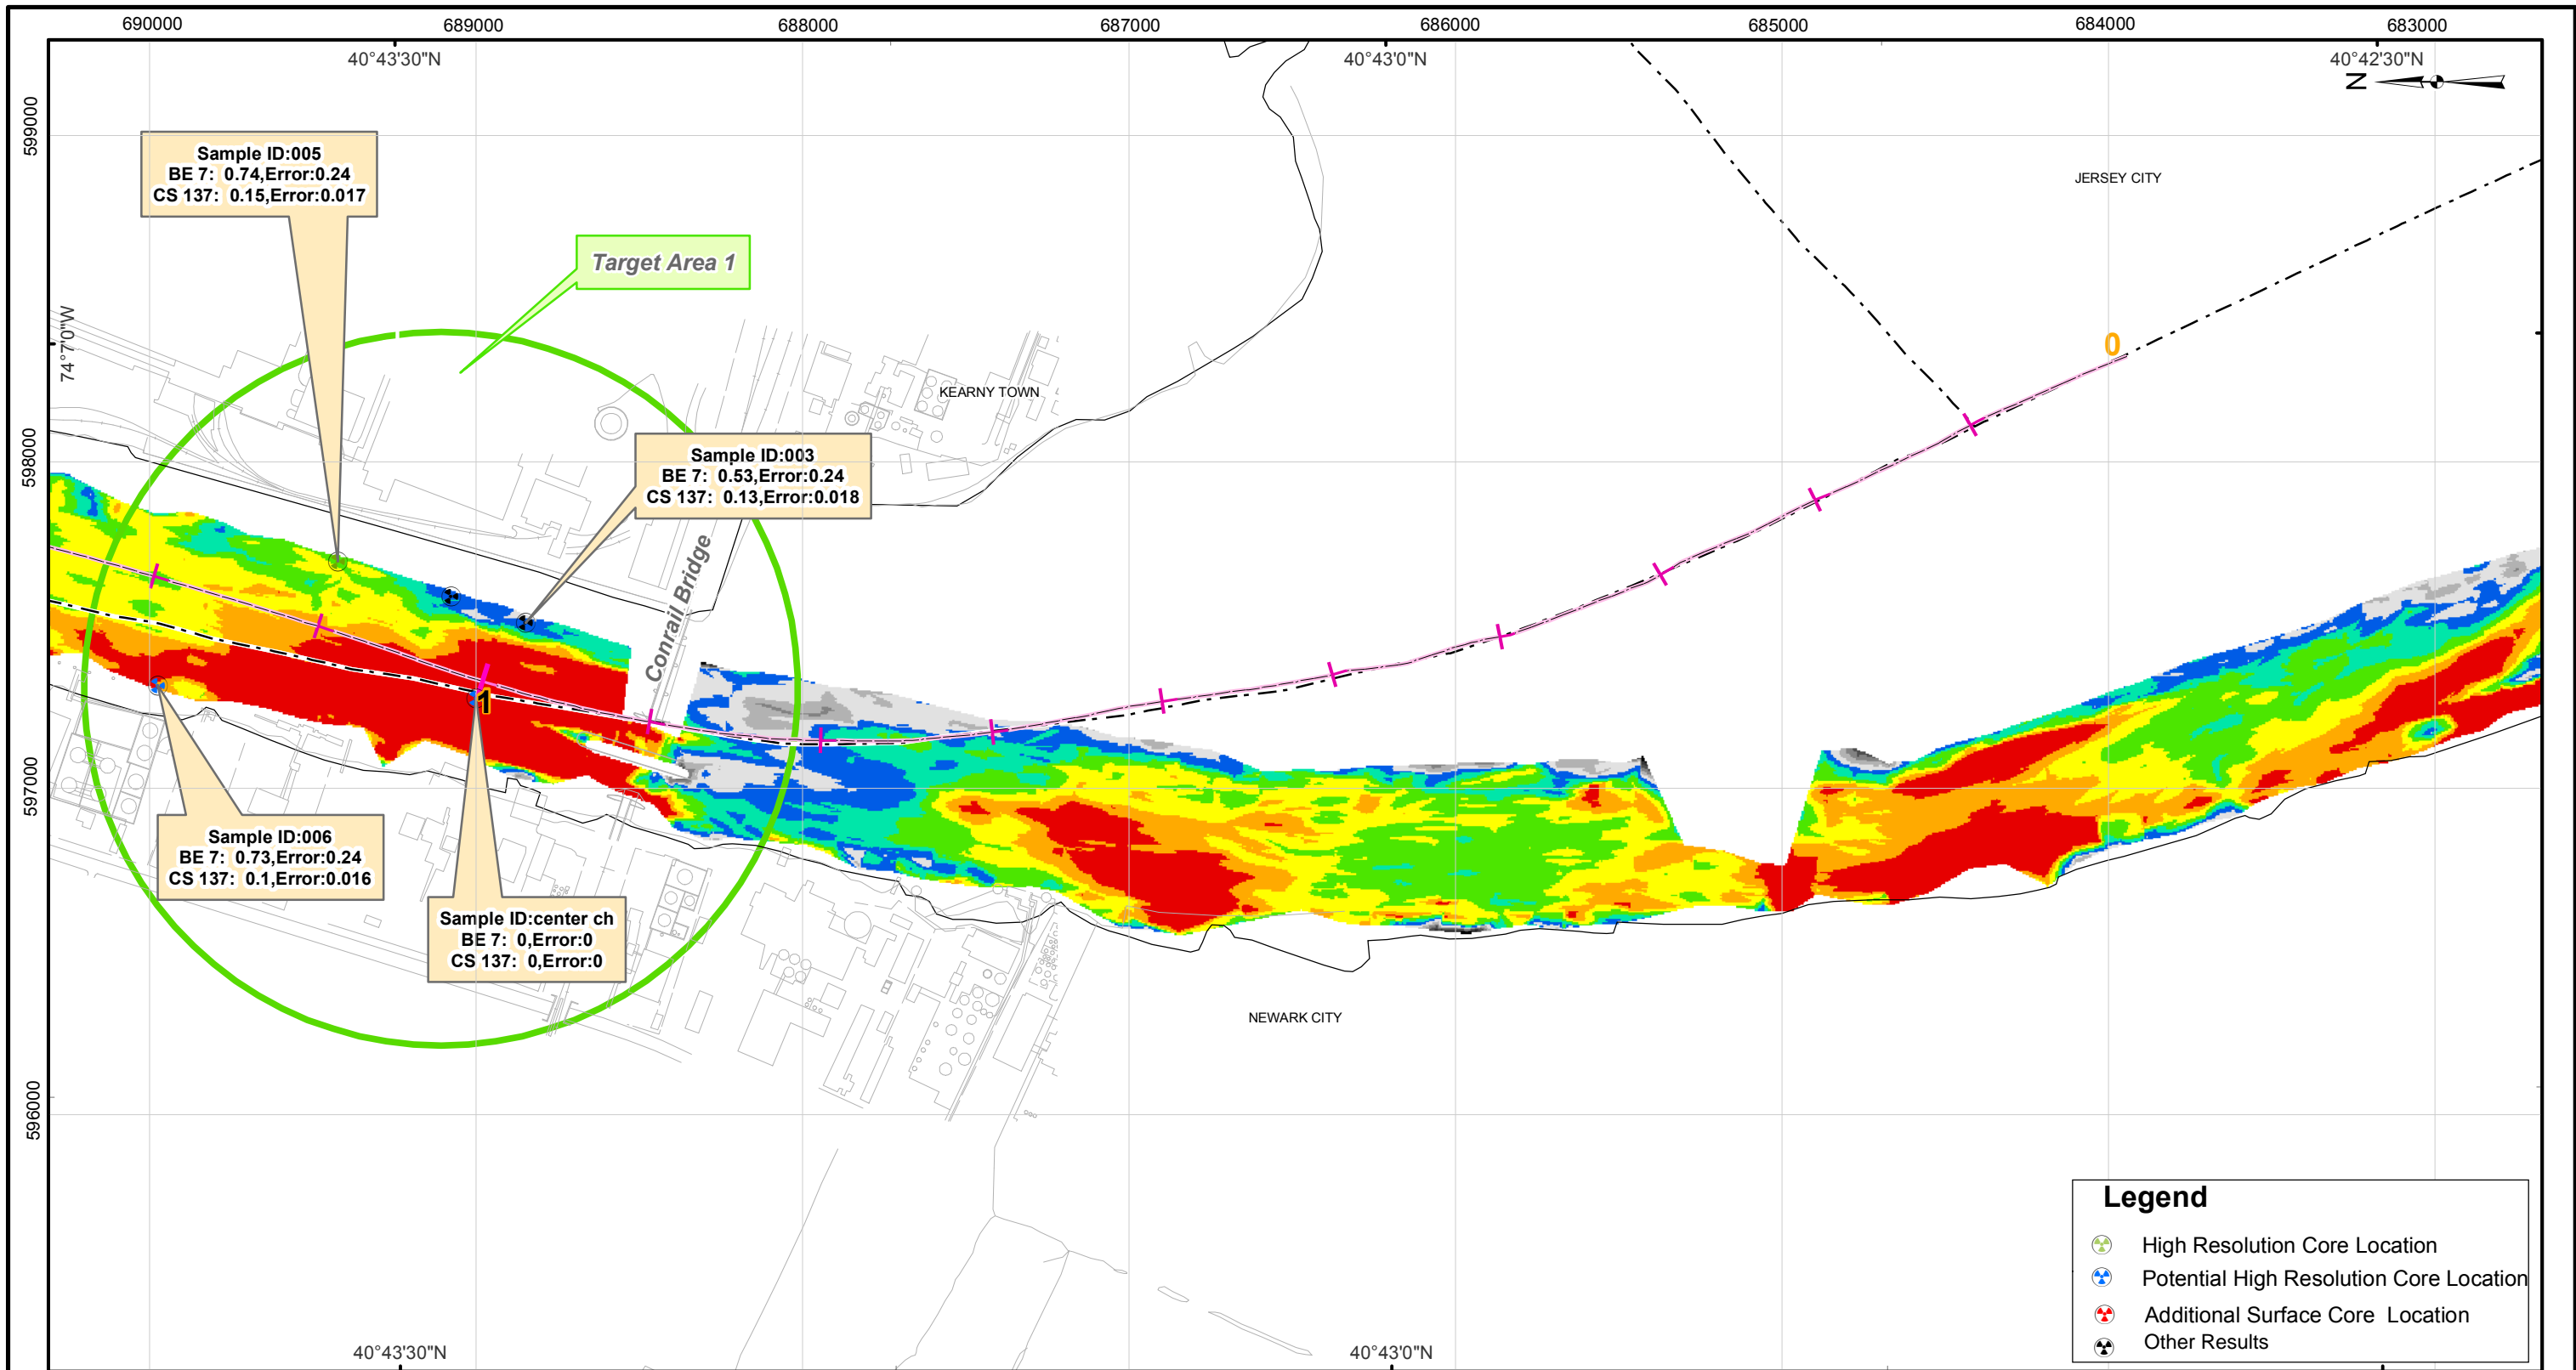 690000
689000
688000
687000
686000
685000
684000
683000
40°43'30"N
40°43'0"N
40°42'30"N
N
599000
598000
597000
596000
74°7'0"W
JERSEY CITY
Sample ID:005
BE 7: 0.74,Error:0.24
CS 137: 0.15,Error:0.017
Target Area 1
0
KEARNY TOWN
Sample ID:003
BE 7: 0.53,Error:0.24
CS 137: 0.13,Error:0.018
Conrail Bridge
1
Sample ID:006
BE 7: 0.73,Error:0.24
CS 137: 0.1,Error:0.016
Sample ID:center ch
BE 7: 0,Error:0
CS 137: 0,Error:0
NEWARK CITY
Legend
High Resolution Core Location
Potential High Resolution Core Location
Additional Surface Core Location
Other Results
40°43'30"N
40°43'0"N